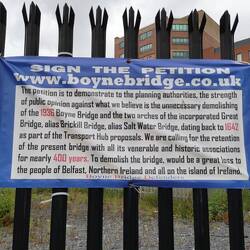 SIGN THE PETITION
www.boynebridge.co.uk
The petition is to demonstrate to the planning authorities, the strength
of public opinion against what we believe is the unnecessary demolishing
of the 1936 Boyne Bridge and the two arches of the incorporated Great
Bridge, alias Brickill Bridge, alias Salt Water Bridge, dating back to 1642
as part of the Transport Hub proposals. We are calling for the retention
of the present bridge with all its venerable and historic associations
for nearly 400 years. To demolish the bridge, would be a great loss to
the people of Belfast, Northern Ireland and all on the island of Ireland.
Boyne Bridge Defenders